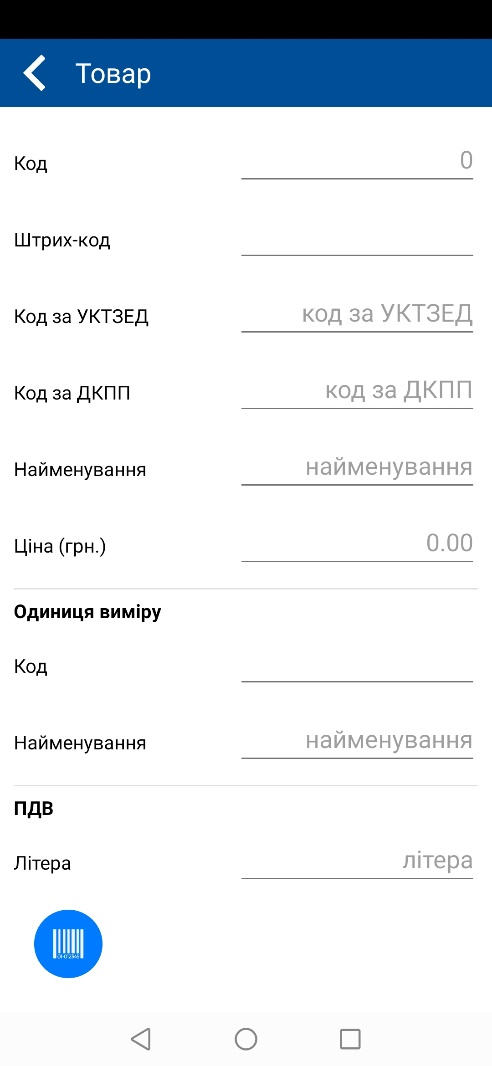 Товар
Код 0
Штрих-код
Код за УКТЗЕД код за УКТЗЕД
Код за ДКПП код за ДКПП
Найменування найменування
Ціна (грн.) 0.00
Одиниця виміру
Код
Найменування найменування
ПДВ
Літера літера